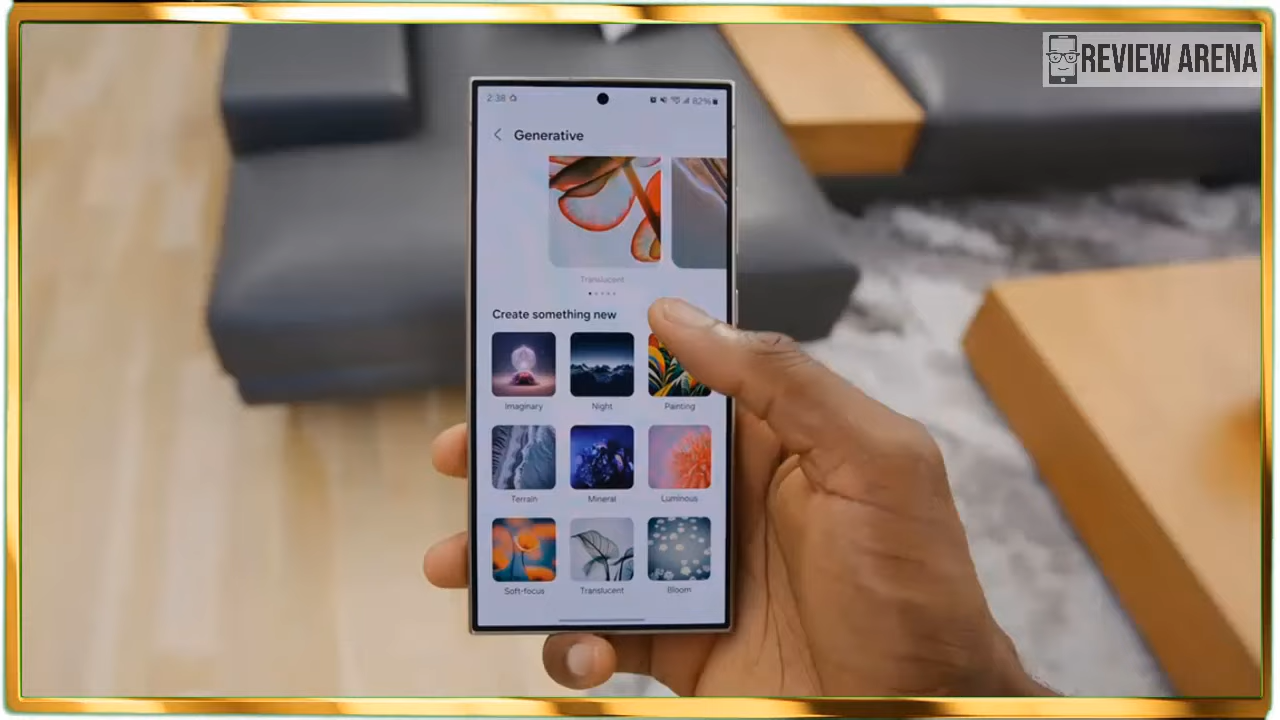 REVIEW ARENA
2:38
82%
Generative
Translucent
Create something new
Imaginary Night Painting
Terrain Mineral Luminous
Soft-focus Translucent Bloom